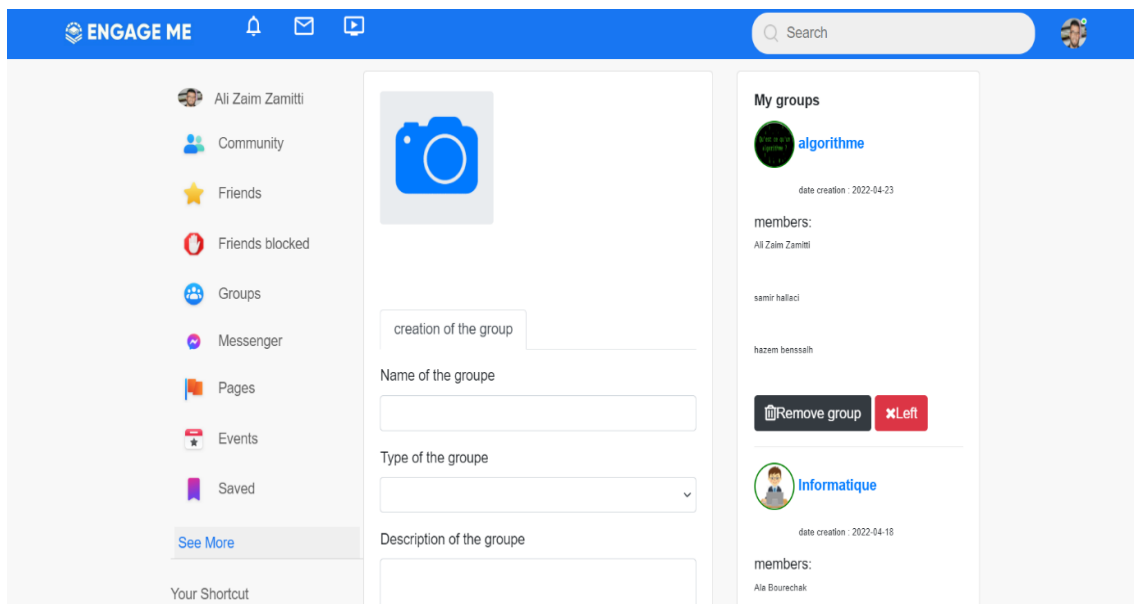 ENGAGE ME
Search
Ali Zaim Zamitti
Community
Friends
Friends blocked
Groups
Messenger
Pages
Events
Saved
See More
Your Shortcut
creation of the group
Name of the groupe
Type of the groupe
Description of the groupe
My groups
algorithme
date creation : 2022-04-23
members:
Ali Zaim Zamitti
samir hallaci
hazem benssalh
Remove group
Left
Informatique
date creation : 2022-04-18
members:
Ala Bourechak